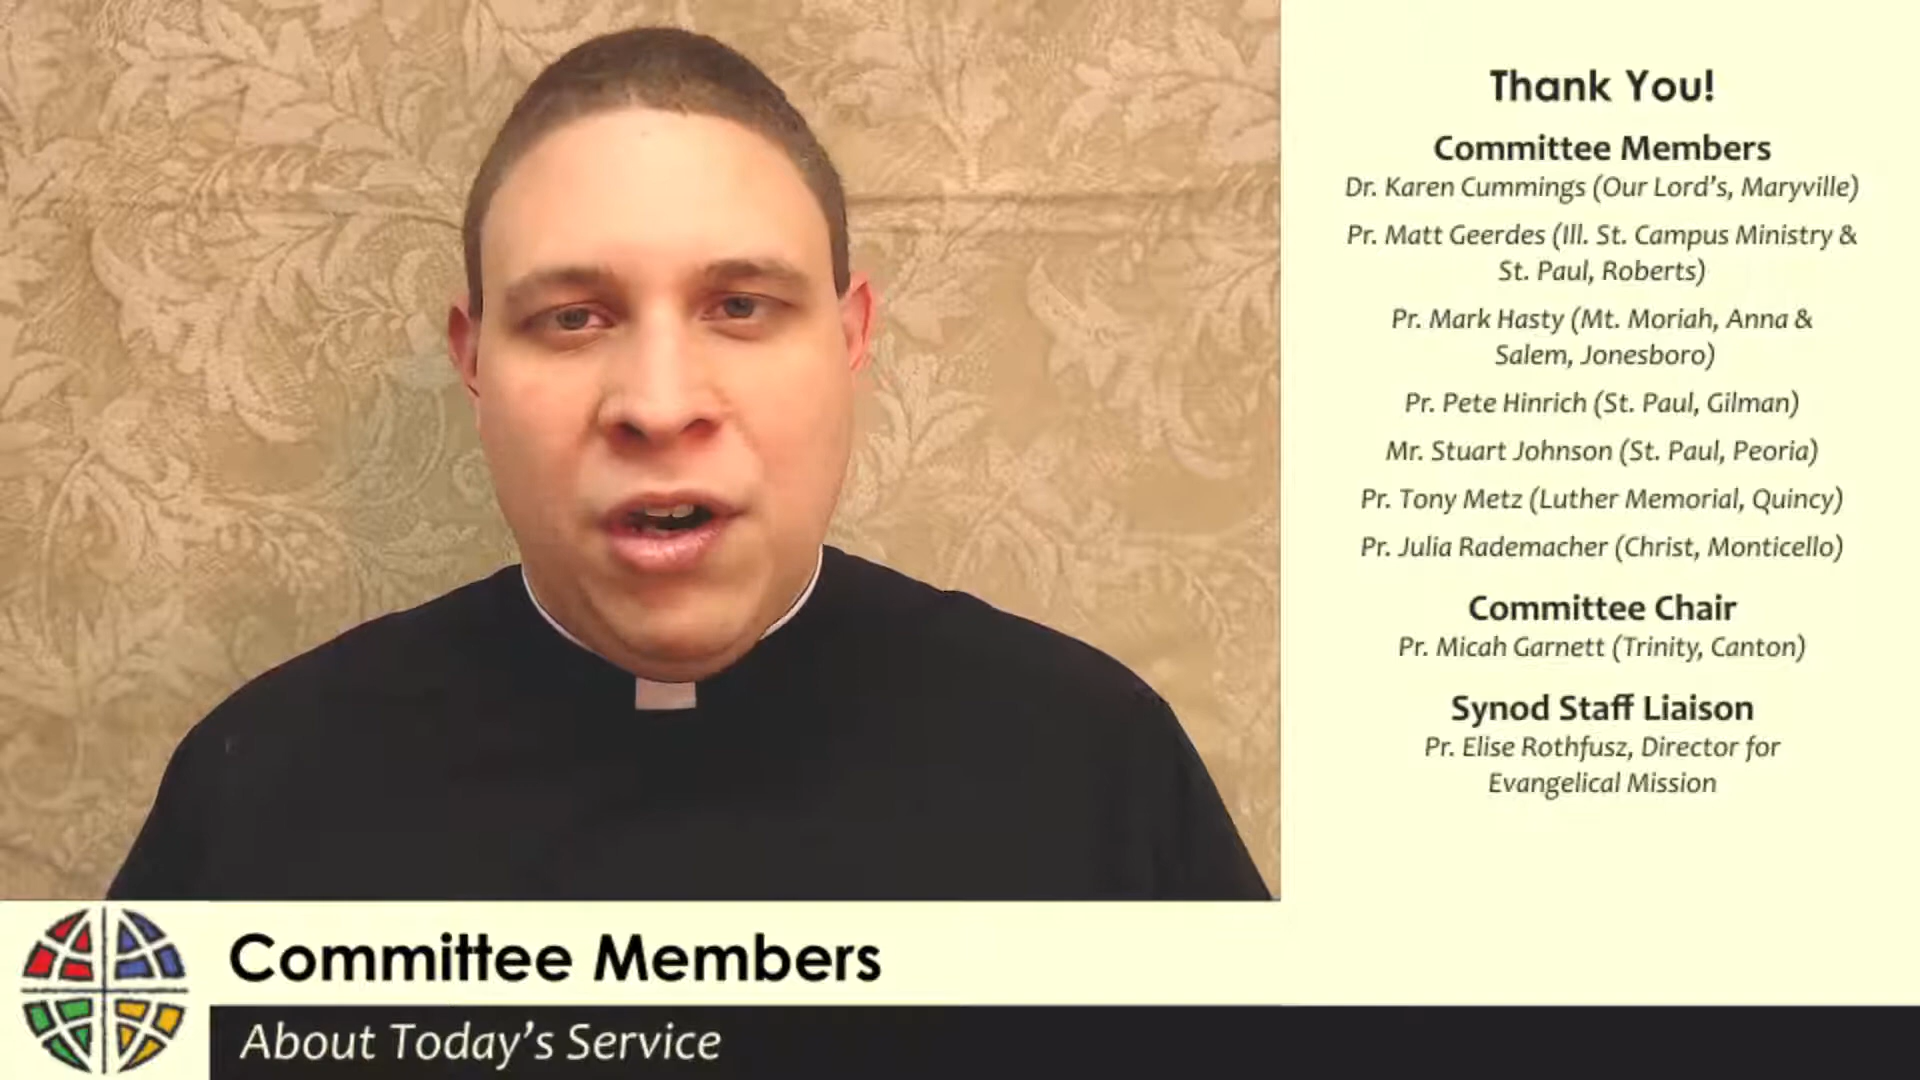 Thank You!
Committee Members
Dr. Karen Cummings (Our Lord's, Maryville)
Pr. Matt Geerdes (Ill. St. Campus Ministry &
St. Paul, Roberts)
Pr. Mark Hasty (Mt. Moriah, Anna &
Salem, Jonesboro)
Pr. Pete Hinrich (St. Paul, Gilman)
Mr. Stuart Johnson (St. Paul, Peoria)
Pr. Tony Metz (Luther Memorial, Quincy)
Pr. Julia Rademacher (Christ, Monticello)
Committee Chair
Pr. Micah Garnett (Trinity, Canton)
Synod Staff Liaison
Pr. Elise Rothfusz, Director for
Evangelical Mission
Committee Members
About Today's Service